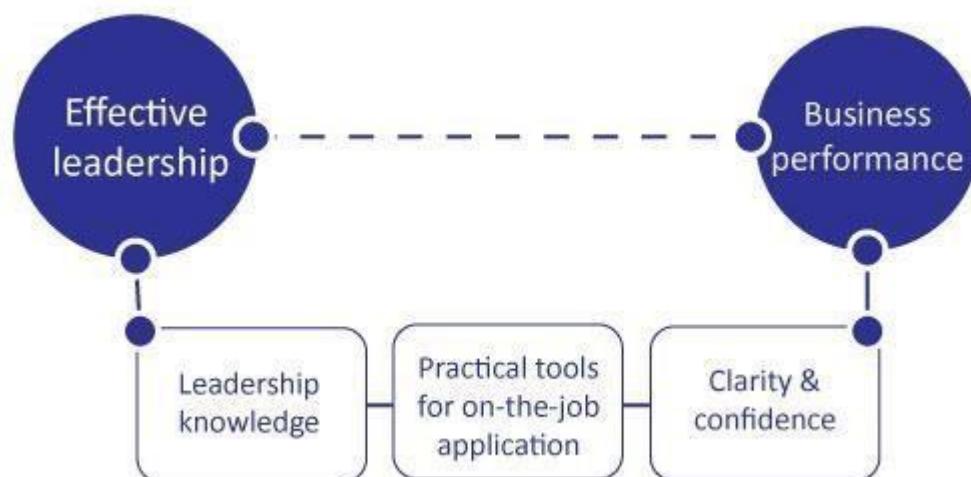 Effective
leadership
Business
performance
Leadership
knowledge
Practical tools
for on-the-job
application
Clarity &
confidence